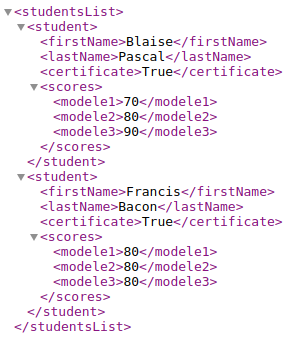 <studentsList>
<student>
<firstName>Blaise</firstName>
<lastName>Pascal</lastName>
<certificate>True</certificate>
<scores>
<modele1>70</modele1>
<modele2>80</modele2>
<modele3>90</modele3>
</scores>
</student>
<student>
<firstName>Francis</firstName>
<lastName>Bacon</lastName>
<certificate>True</certificate>
<scores>
<modele1>80</modele1>
<modele2>80</modele2>
<modele3>80</modele3>
</scores>
</student>
</studentsList>